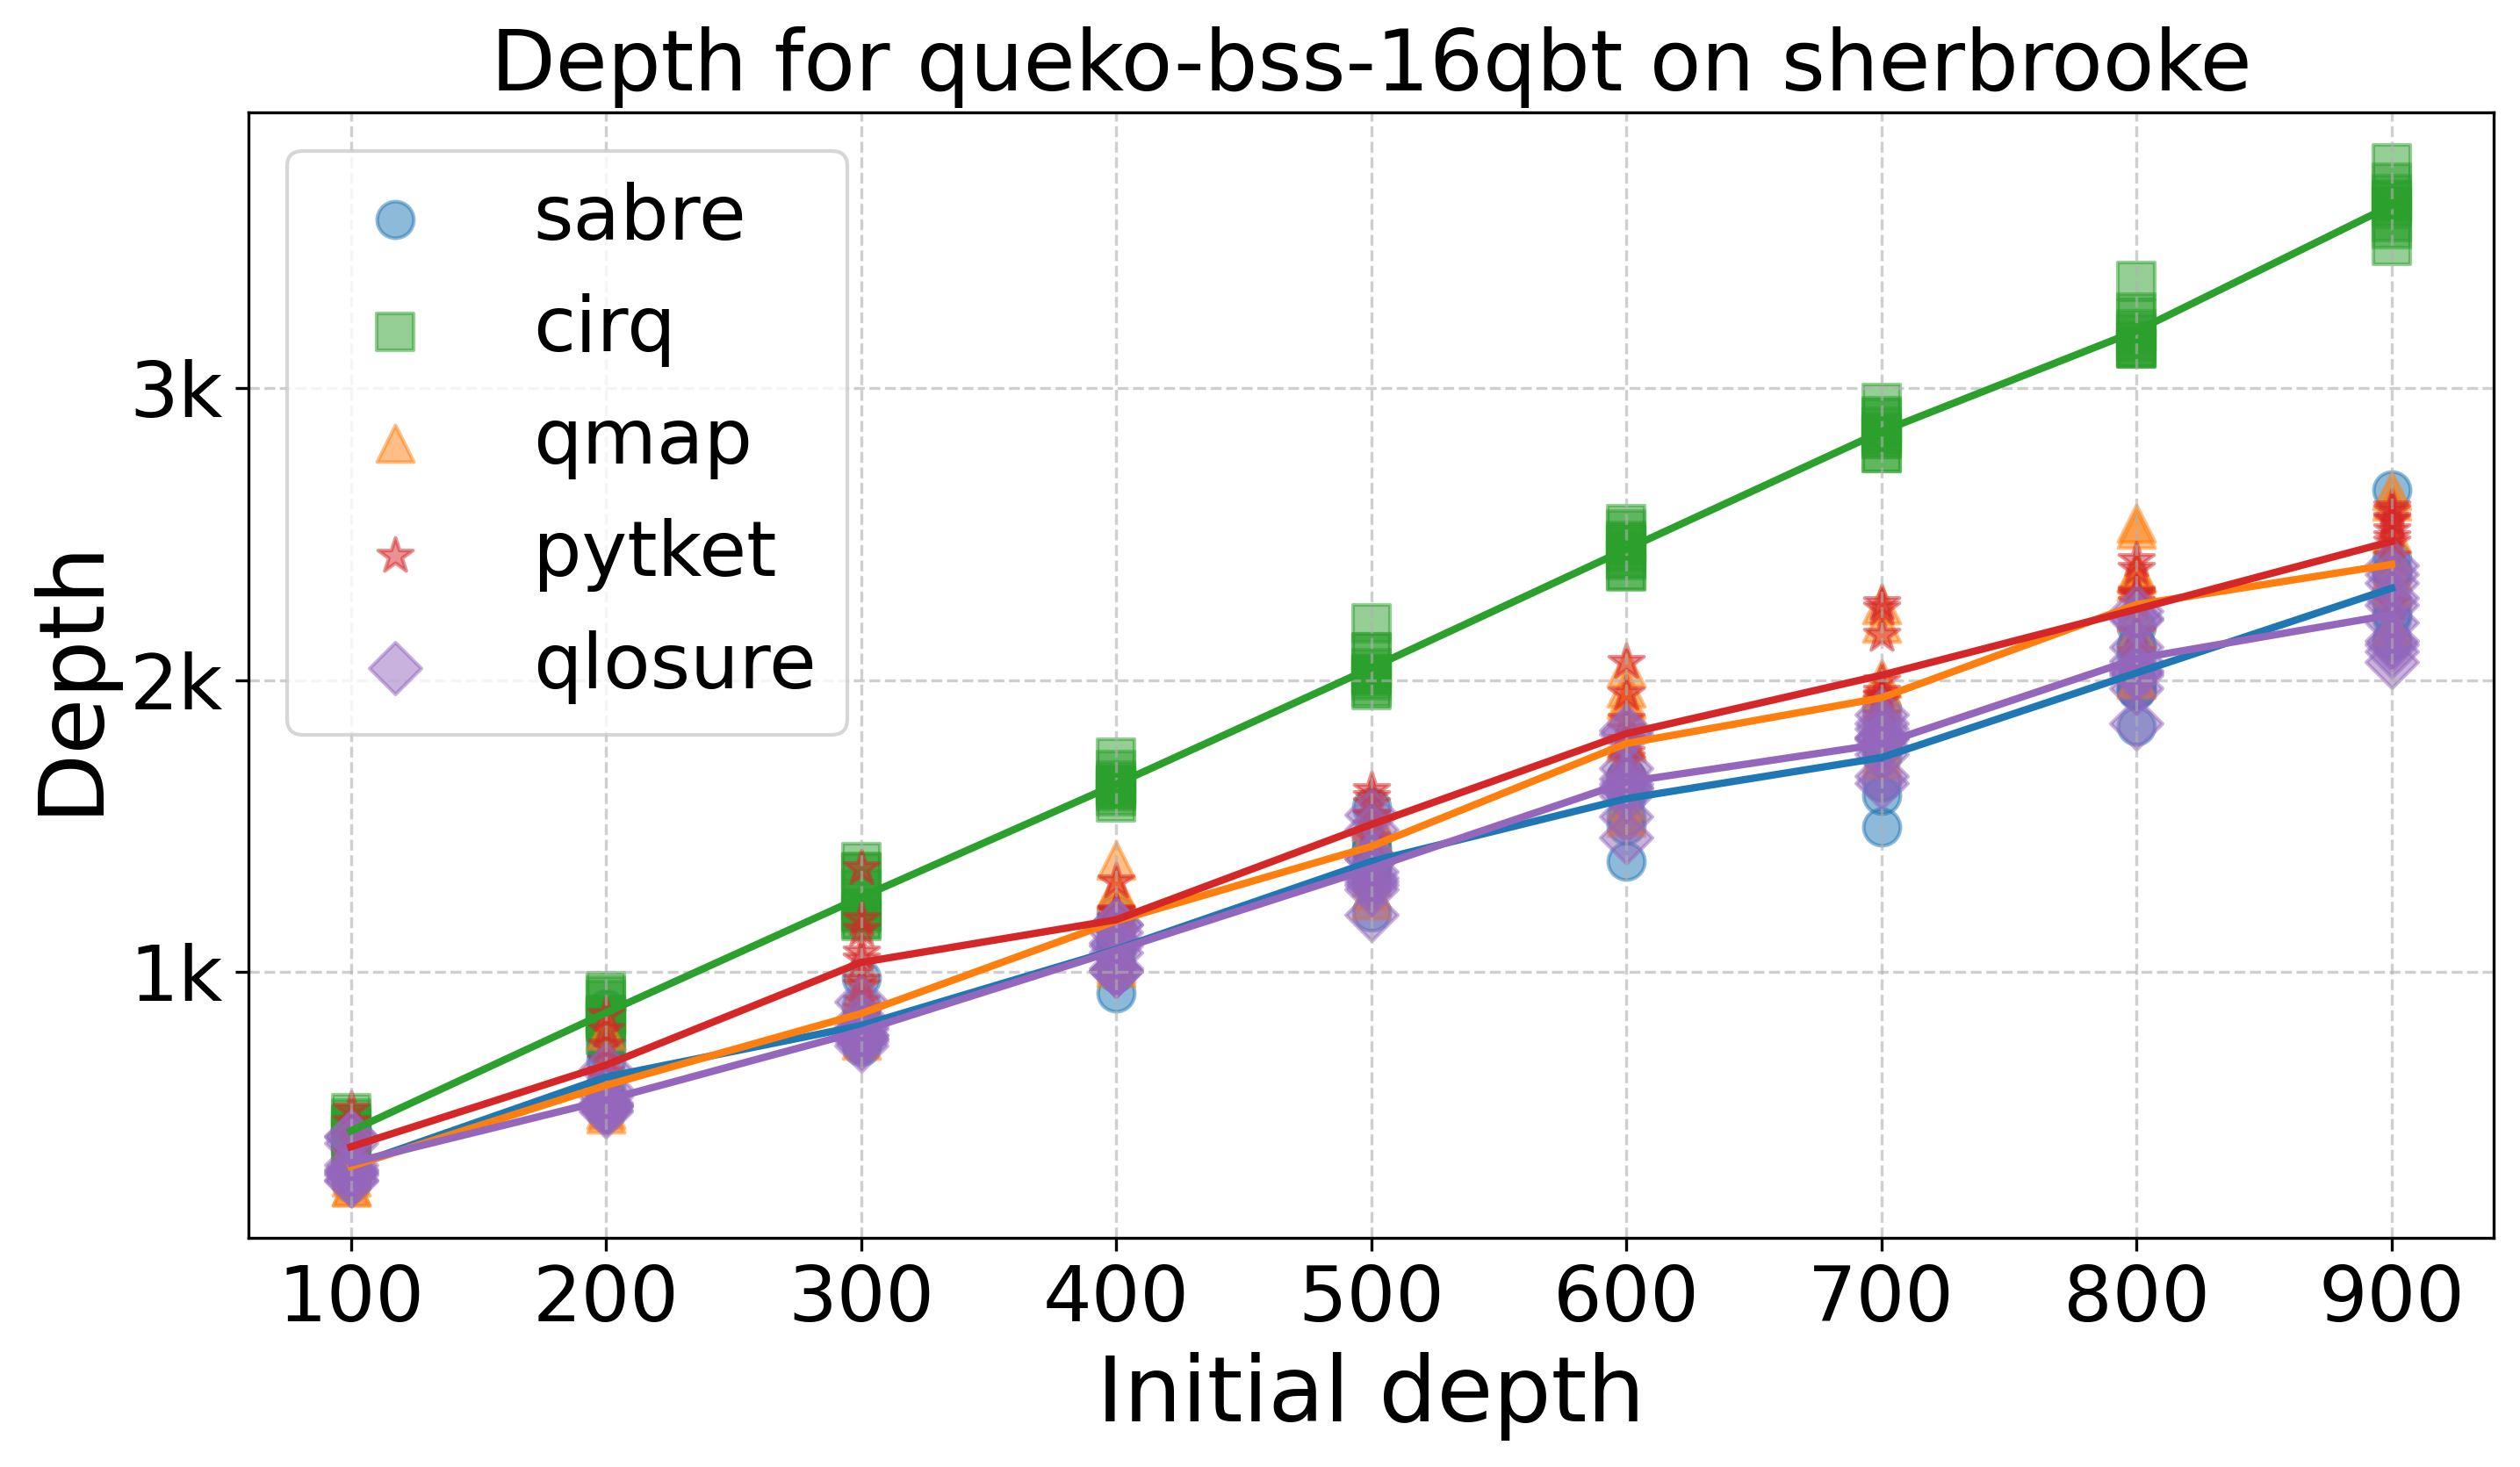 Depth for queko-bss-16qbt on sherbrooke
sabre
cirq
qmap
pytket
qlosure
Depth
3k
2k
1k
100 200 300 400 500 600 700 800 900
Initial depth